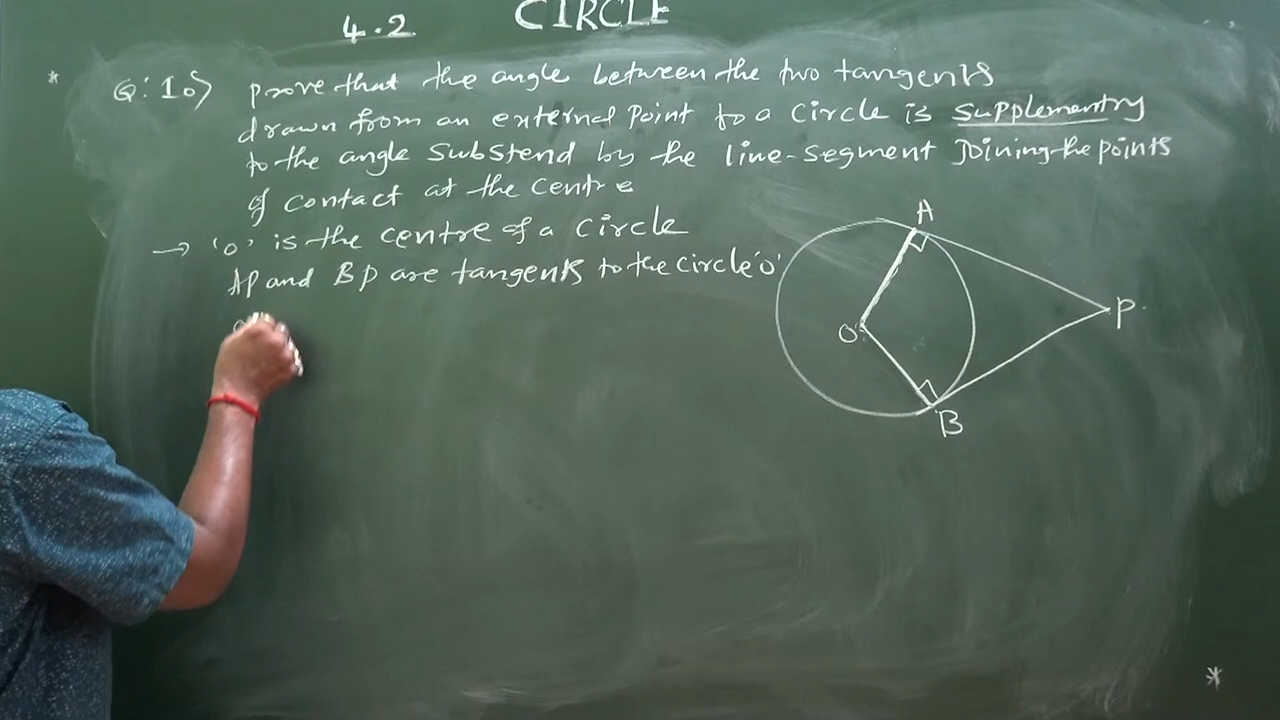 4.2 CIRCLE
* Q:10) prove that the angle between the two tangents
drawn from an external point to a circle is supplementry
to the angle substend by the line-segment joining the points
of contact at the centre
→ 'O' is the centre of a circle
AP and BP are tangents to the circle 'O'
A
O
P
B
*